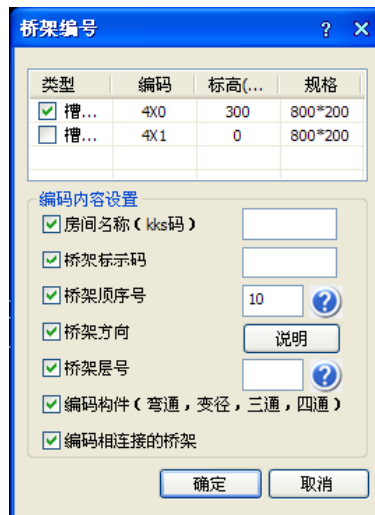 桥架编号 ? ×
类型 编码 标高(... 规格
槽... 4X0 300 800*200
槽... 4X1 0 800*200
编码内容设置
房间名称(kks码)
桥架标示码
桥架顺序号 10 ?
桥架方向 说明
桥架层号 ?
编码构件(弯通,变径,三通,四通)
编码相连接的桥架
确定 取消